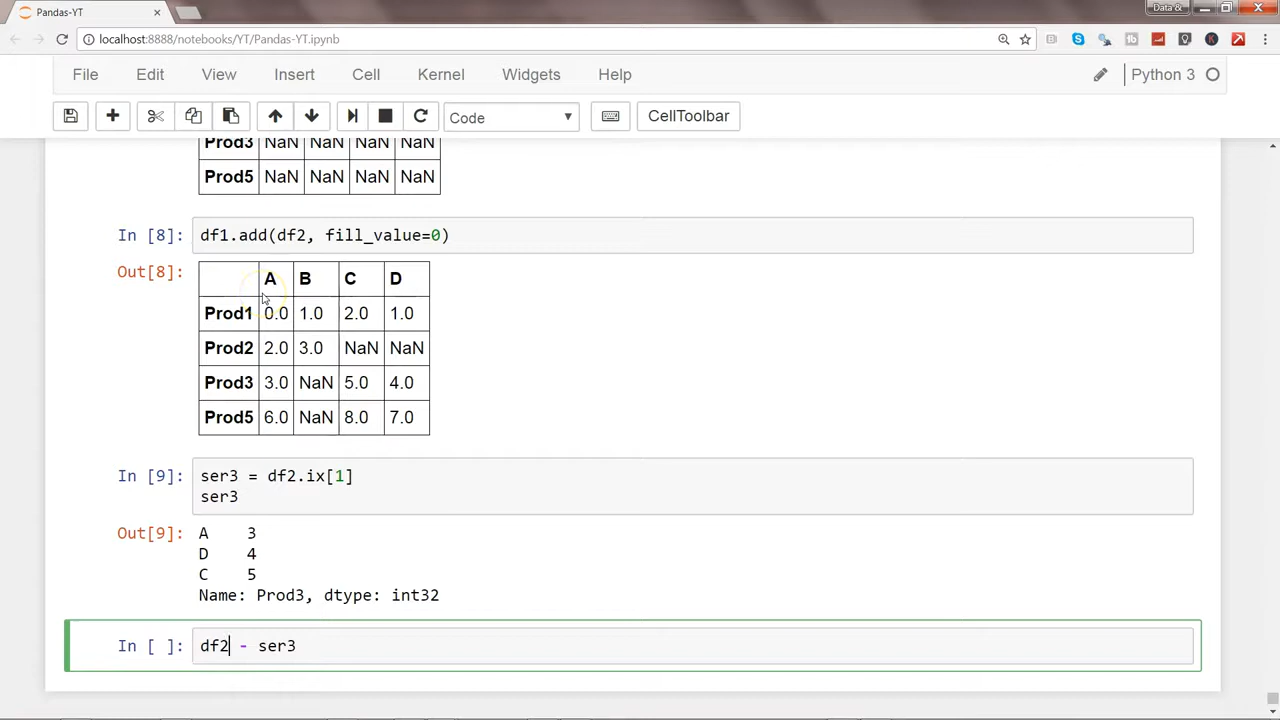 Pandas-YT
Data &
localhost:8888/notebooks/YT/Pandas-YT.ipynb
File Edit View Insert Cell Kernel Widgets Help Python 3
Code CellToolbar
Prod3 NaN NaN NaN NaN
Prod5 NaN NaN NaN NaN
In [8]: df1.add(df2, fill_value=0)
Out[8]: A B C D
Prod1 0.0 1.0 2.0 1.0
Prod2 2.0 3.0 NaN NaN
Prod3 3.0 NaN 5.0 4.0
Prod5 6.0 NaN 8.0 7.0
In [9]: ser3 = df2.ix[1]
ser3
Out[9]: A 3
D 4
C 5
Name: Prod3, dtype: int32
In [ ]: df2 - ser3